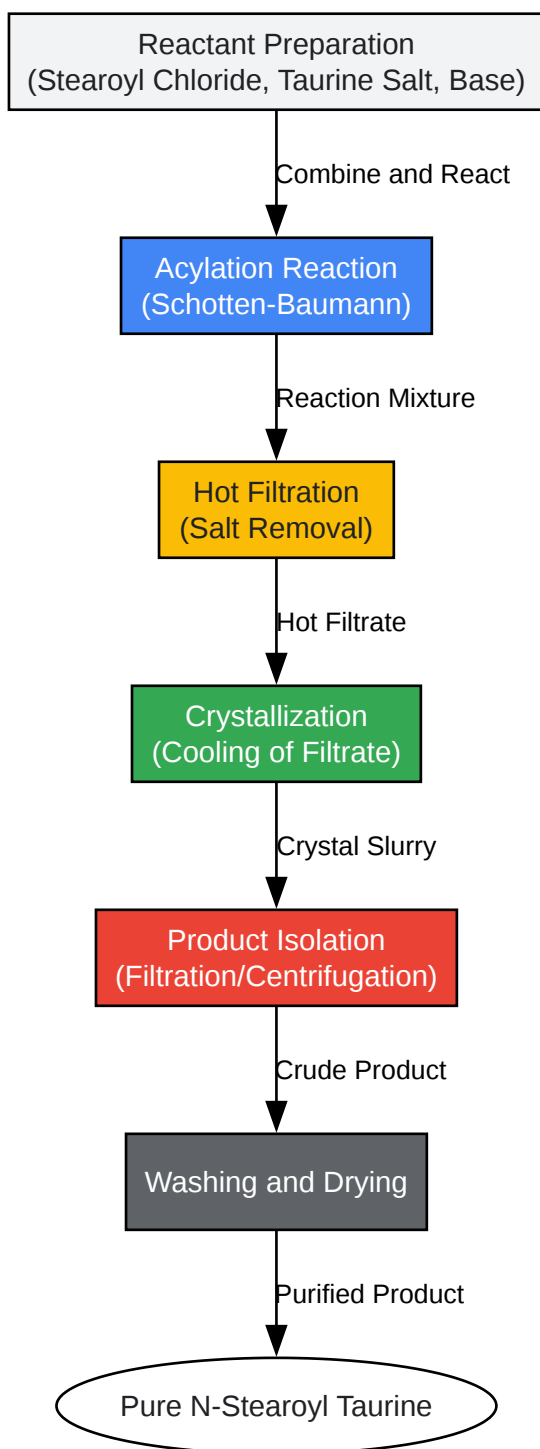 Reactant Preparation
(Stearoyl Chloride, Taurine Salt, Base)
Combine and React
Acylation Reaction
(Schotten-Baumann)
Reaction Mixture
Hot Filtration
(Salt Removal)
Hot Filtrate
Crystallization
(Cooling of Filtrate)
Crystal Slurry
Product Isolation
(Filtration/Centrifugation)
Crude Product
Washing and Drying
Purified Product
Pure N-Stearoyl Taurine